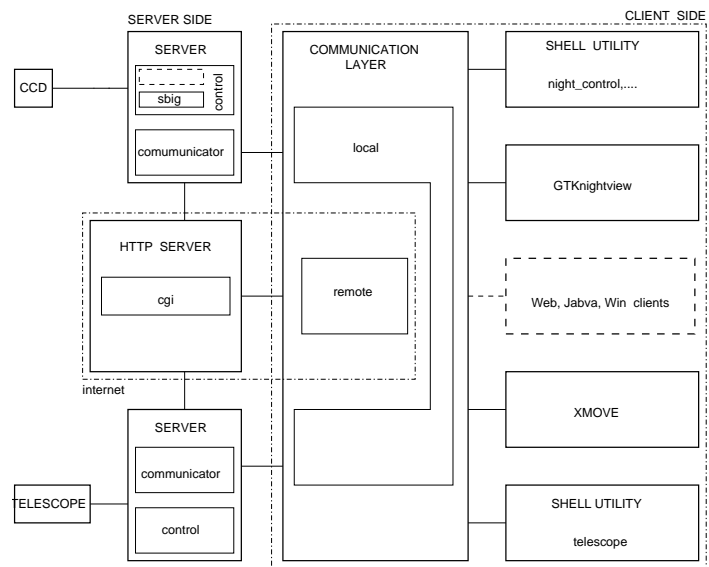 CLIENT SIDE
SERVER SIDE
SERVER
COMMUNICATION
LAYER
SHELL UTILITY
night_control,....
CCD
sbig
control
comumunicator
local
GTKnightview
HTTP SERVER
cgi
remote
Web, Jabva, Win clients
internet
SERVER
communicator
control
TELESCOPE
XMOVE
SHELL UTILITY
telescope